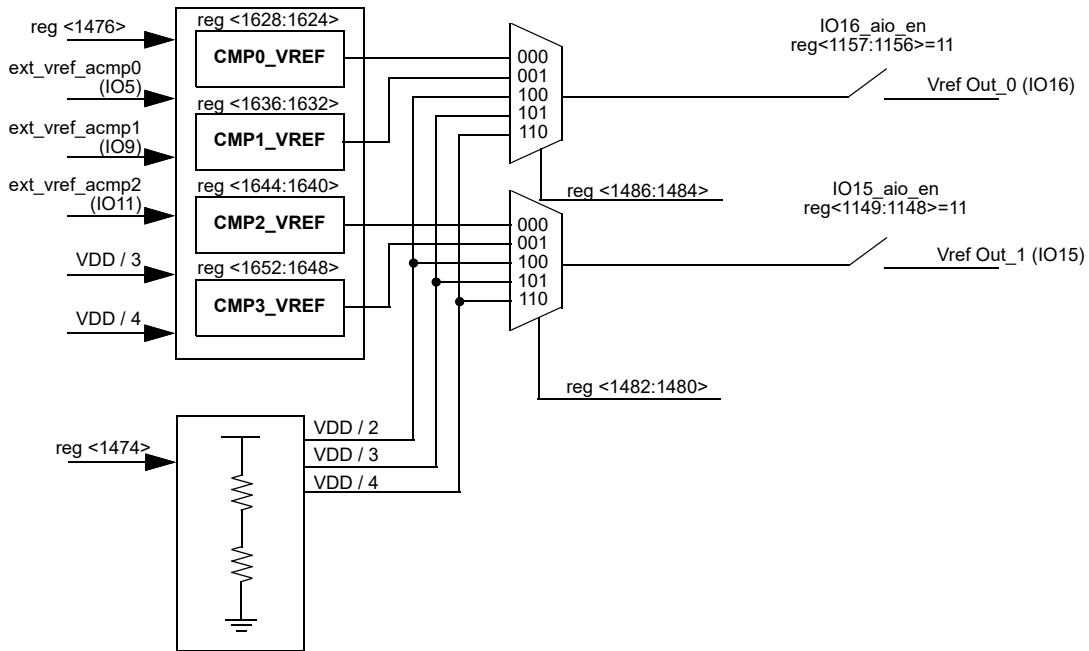 reg <1476>
ext_vref_acmp0
(IO5)
ext_vref_acmp1
(IO9)
ext_vref_acmp2
(IO11)
VDD / 3
VDD / 4
reg <1628:1624>
CMP0_VREF
reg <1636:1632>
CMP1_VREF
reg <1644:1640>
CMP2_VREF
reg <1652:1648>
CMP3_VREF
000
001
100
101
110
reg <1486:1484>
IO16_aio_en
reg<1157:1156>=11
Vref Out_0 (IO16)
000
001
100
101
110
reg <1482:1480>
IO15_aio_en
reg<1149:1148>=11
Vref Out_1 (IO15)
reg <1474>
VDD / 2
VDD / 3
VDD / 4